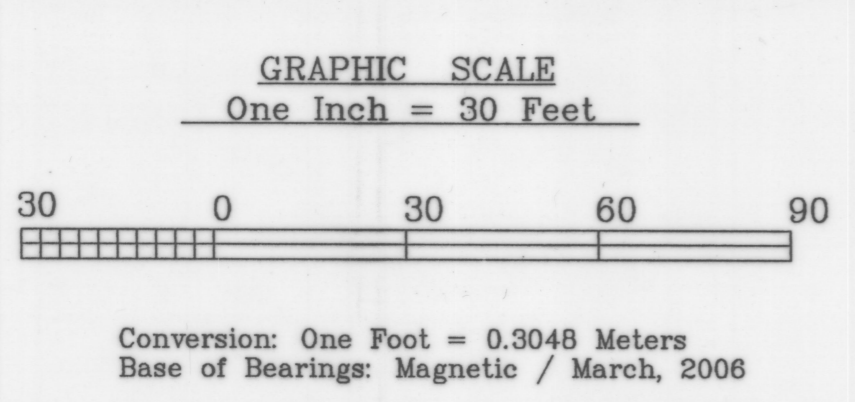 GRAPHIC SCALE
One Inch = 30 Feet
30 0 30 60 90
Conversion: One Foot = 0.3048 Meters
Base of Bearings: Magnetic / March, 2006